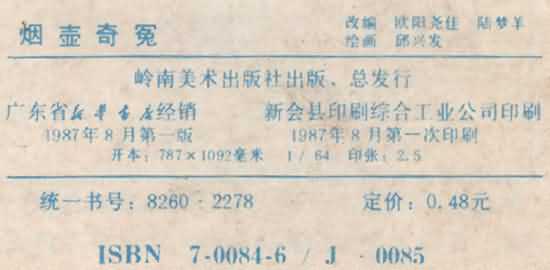 烟壶奇冤
改编 欧阳尧佳 陆梦羊
绘画 邱兴发
岭南美术出版社出版、总发行
广东省新华书店经销 新会县印刷综合工业公司印刷
1987年8月第一版 1987年8月第一次印刷
开本：787×1092毫米 1/64 印张：2.5
统一书号：8260·2278 定价：0.48元
ISBN 7-0084-6/J·0085